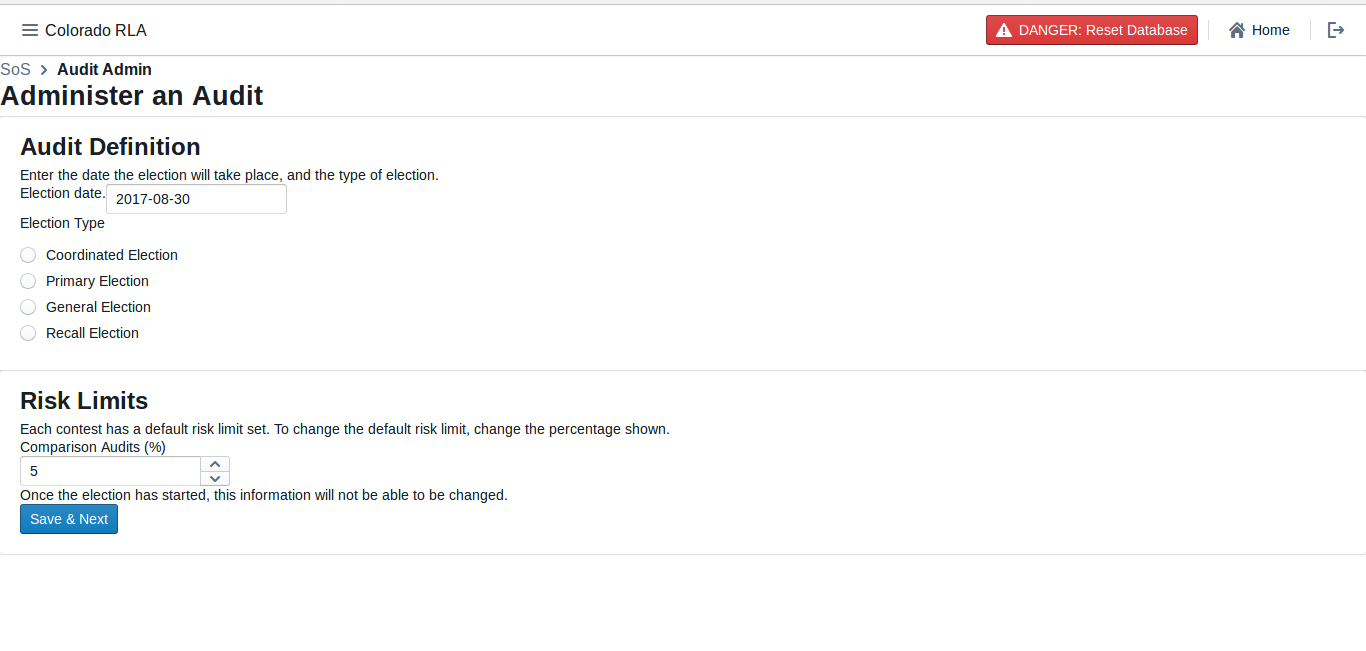 Colorado RLA DANGER: Reset Database Home
SoS Audit Admin
Administer an Audit
Audit Definition
Enter the date the election will take place, and the type of election.
Election date. 2017-08-30
Election Type
Coordinated Election
Primary Election
General Election
Recall Election
Risk Limits
Each contest has a default risk limit set. To change the default risk limit, change the percentage shown.
Comparison Audits (%)
5
Once the election has started, this information will not be able to be changed.
Save & Next